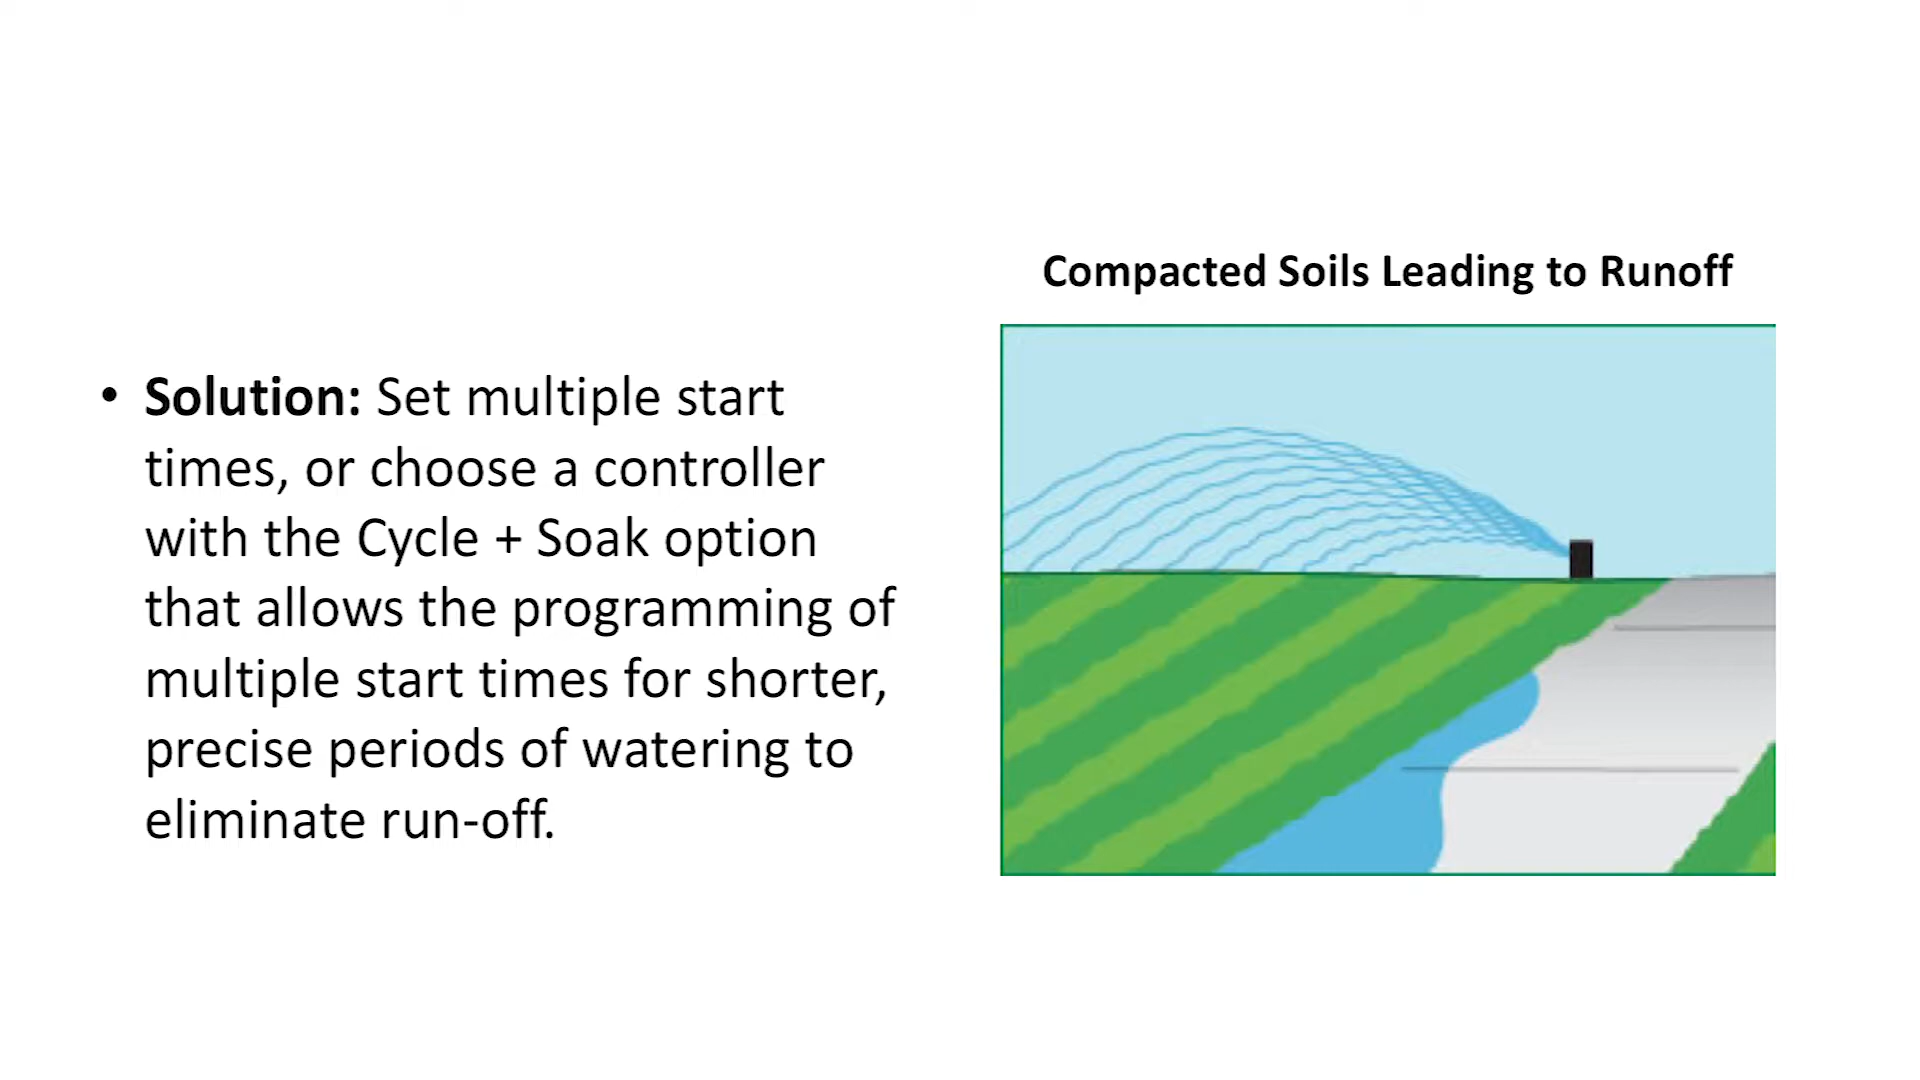 Compacted Soils Leading to Runoff
• Solution: Set multiple start
times, or choose a controller
with the Cycle + Soak option
that allows the programming of
multiple start times for shorter,
precise periods of watering to
eliminate run-off.